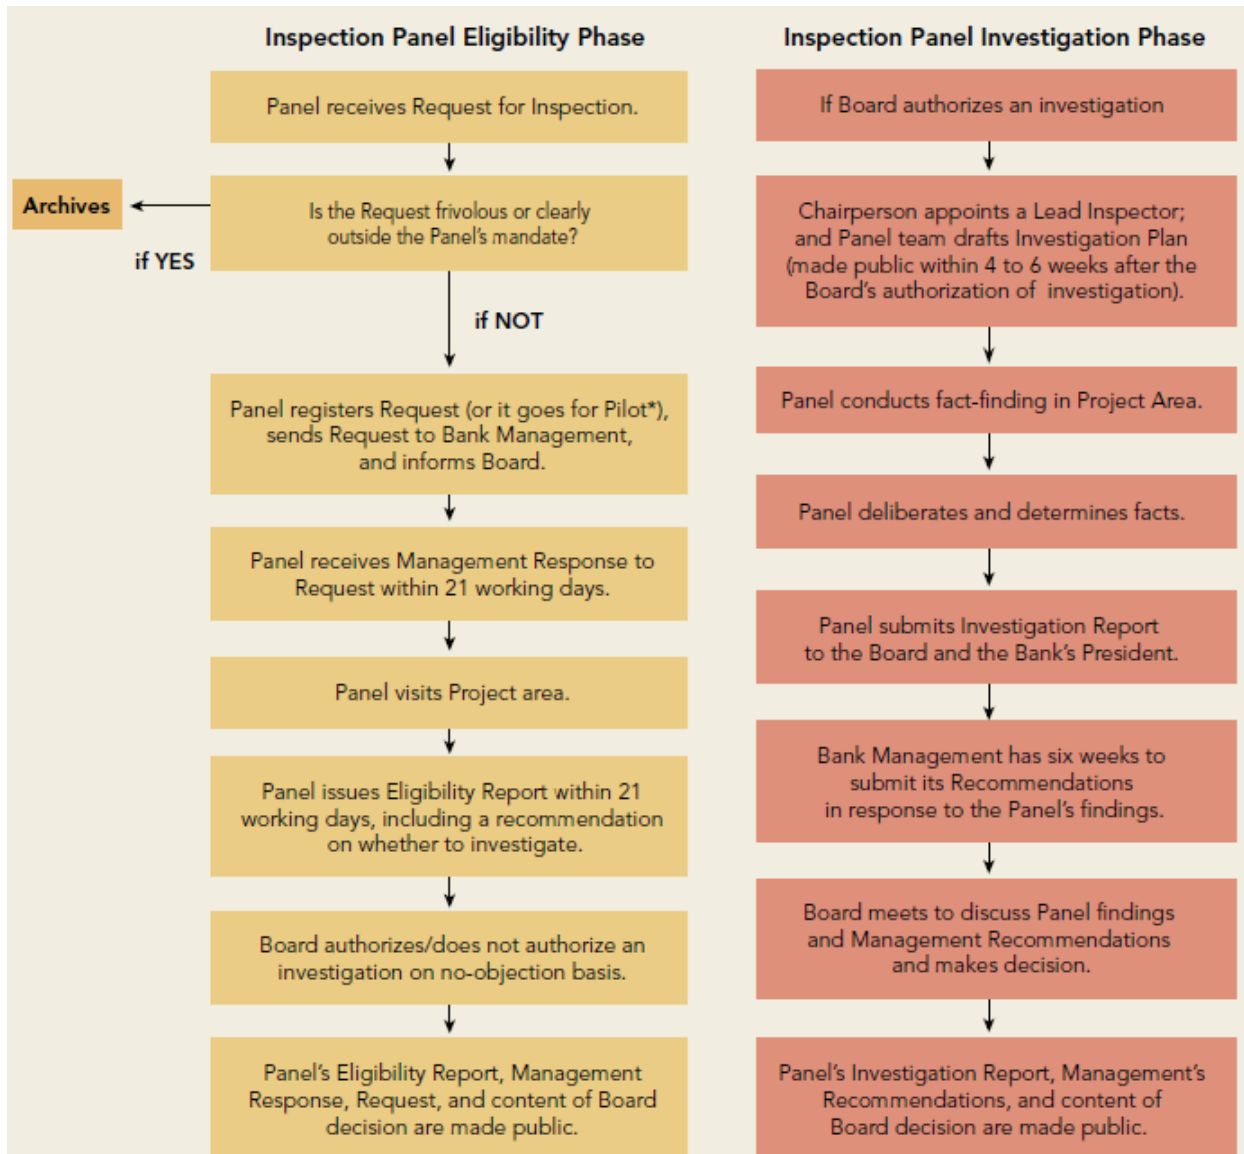 Inspection Panel Eligibility Phase
Panel receives Request for Inspection.
Archives
if YES
Is the Request frivolous or clearly
outside the Panel's mandate?
if NOT
Panel registers Request (or it goes for Pilot*),
sends Request to Bank Management,
and informs Board.
Panel receives Management Response to
Request within 21 working days.
Panel visits Project area.
Panel issues Eligibility Report within 21
working days, including a recommendation
on whether to investigate.
Board authorizes/does not authorize an
investigation on no-objection basis.
Panel's Eligibility Report, Management
Response, Request, and content of Board
decision are made public.
Inspection Panel Investigation Phase
If Board authorizes an investigation
Chairperson appoints a Lead Inspector;
and Panel team drafts Investigation Plan
(made public within 4 to 6 weeks after the
Board's authorization of investigation).
Panel conducts fact-finding in Project Area.
Panel deliberates and determines facts.
Panel submits Investigation Report
to the Board and the Bank's President.
Bank Management has six weeks to
submit its Recommendations
in response to the Panel's findings.
Board meets to discuss Panel findings
and Management Recommendations
and makes decision.
Panel's Investigation Report, Management's
Recommendations, and content of
Board decision are made public.